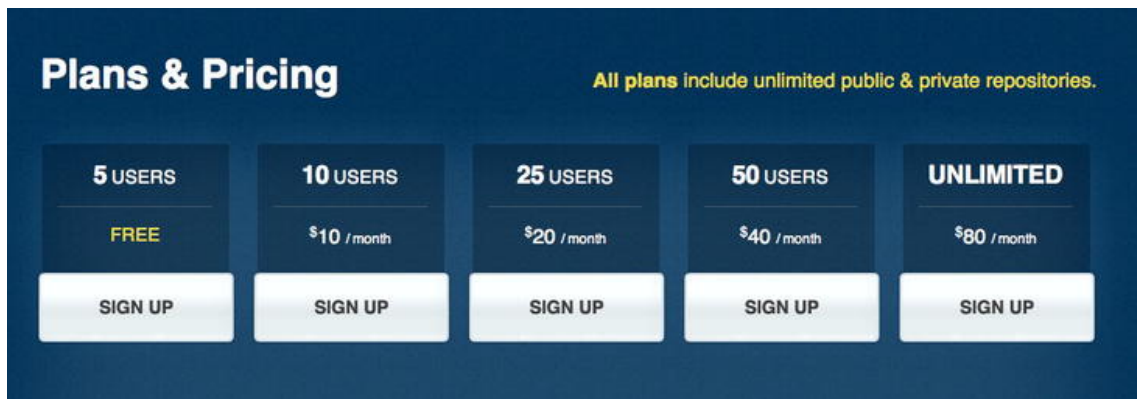 Plans & Pricing
All plans include unlimited public & private repositories.
5 USERS
FREE
SIGN UP
10 USERS
$10 / month
SIGN UP
25 USERS
$20 / month
SIGN UP
50 USERS
$40 / month
SIGN UP
UNLIMITED
$80 / month
SIGN UP